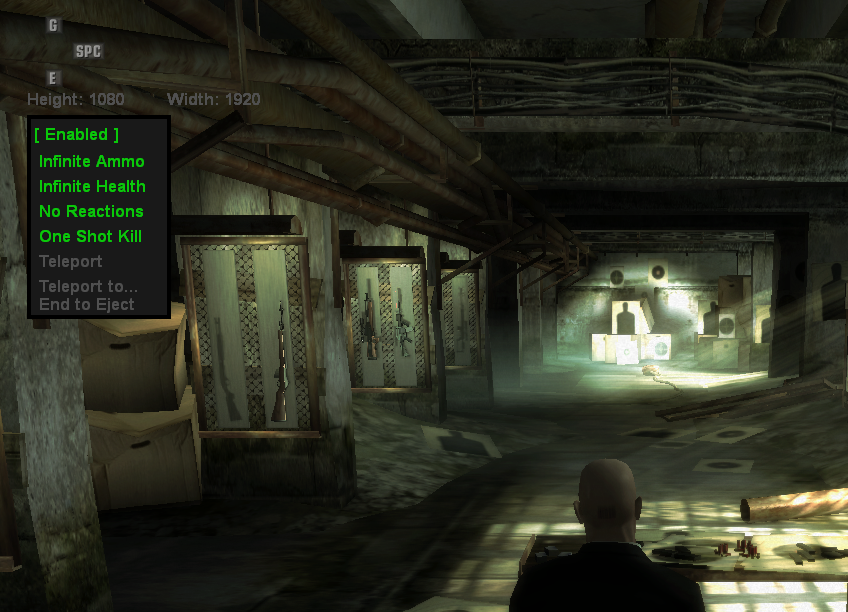 G
SPC
E
Height: 1080 Width: 1920
[ Enabled ]
Infinite Ammo
Infinite Health
No Reactions
One Shot Kill
Teleport
Teleport to...
End to Eject